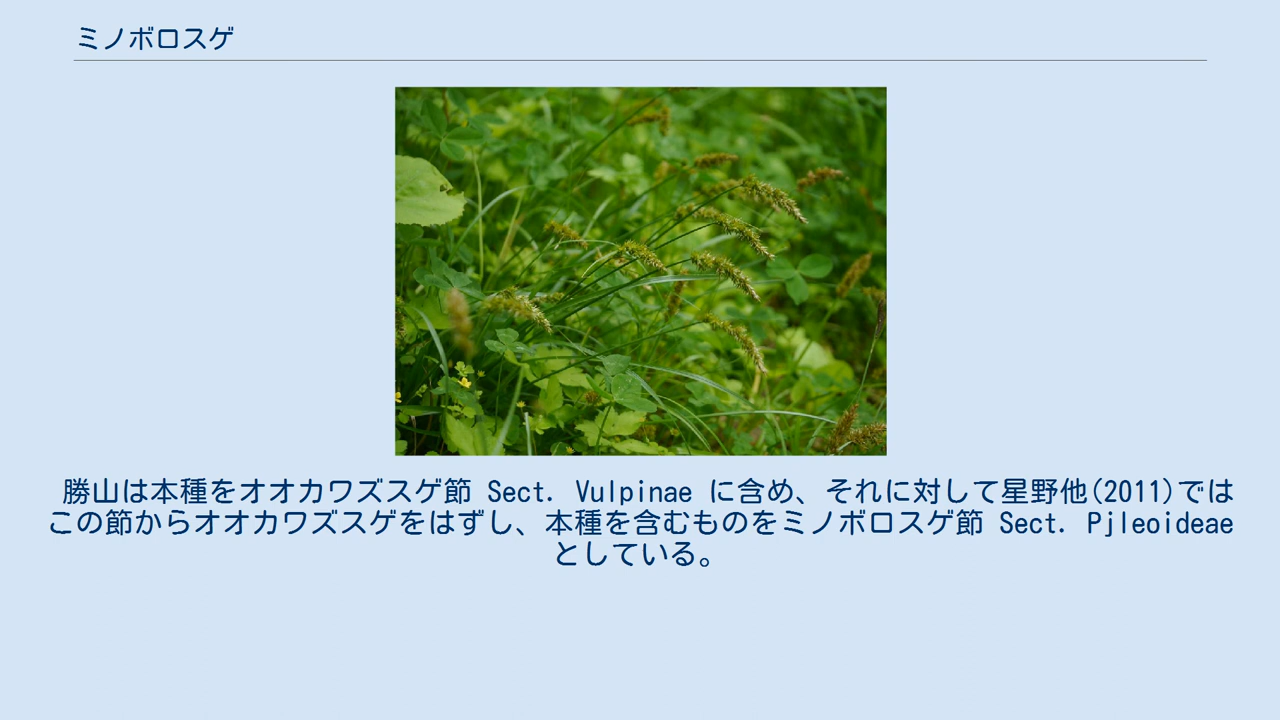 ミノボロスゲ
勝山は本種をオオカワズスゲ節 Sect. Vulpinae に含め、それに対して星野他(2011)では
この節からオオカワズスゲをはずし、本種を含むものをミノボロスゲ節 Sect. Pjleoideae
としている。